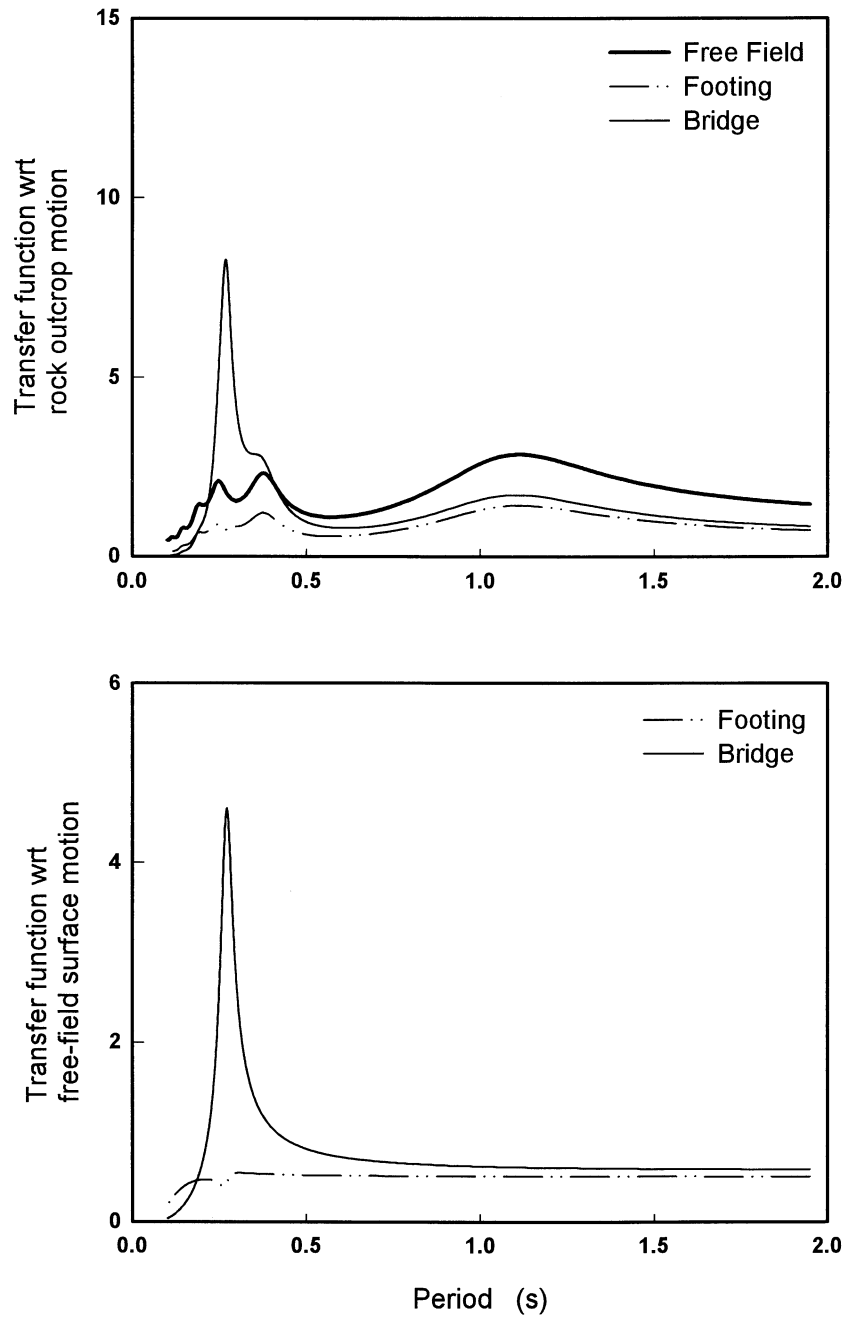 15
10
5
0
Transfer function wrt
rock outcrop motion
Free Field
Footing
Bridge
0.0 0.5 1.0 1.5 2.0
6
4
2
0
Transfer function wrt
free-field surface motion
Footing
Bridge
0.0 0.5 1.0 1.5 2.0
Period (s)